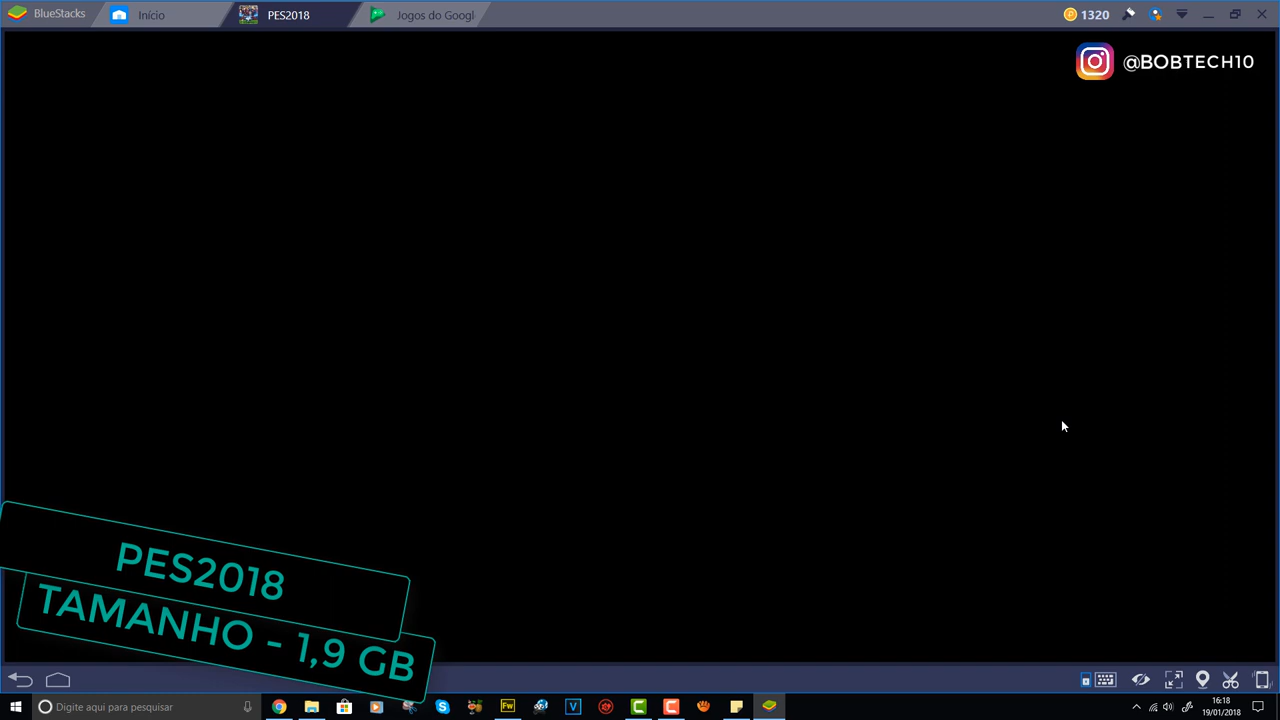 BlueStacks
Início
PES2018
Jogos do Googl
1320
@BOBTECH10
PES2018
TAMANHO - 1,9 GB
Digite aqui para pesquisar
16:18
19/01/2018